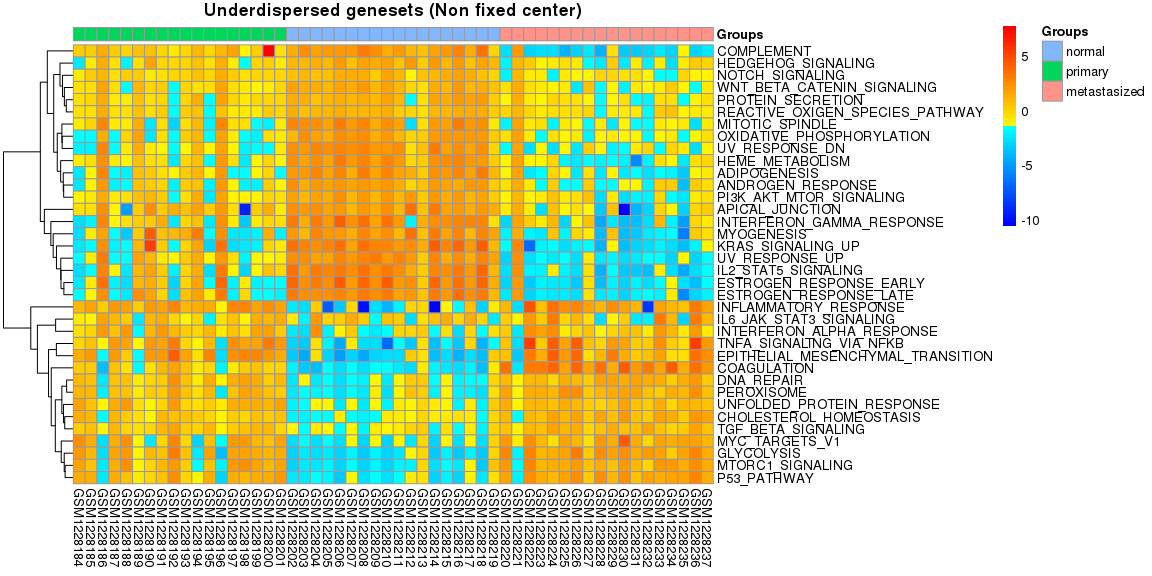 Underdispersed genesets (Non fixed center)
Groups
COMPLEMENT
HEDGEHOG_SIGNALING
NOTCH_SIGNALING
WNT_BETA_CATENIN_SIGNALING
PROTEIN_SECRETION
REACTIVE_OXIGEN_SPECIES_PATHWAY
MITOTIC_SPINDLE
OXIDATIVE_PHOSPHORYLATION
UV_RESPONSE_DN
HEME_METABOLISM
ADIPOGENESIS
ANDROGEN_RESPONSE
PI3K_AKT_MTOR_SIGNALING
APICAL_JUNCTION
INTERFERON_GAMMA_RESPONSE
MYOGENESIS
KRAS_SIGNALING_UP
UV_RESPONSE_UP
IL2_STAT5_SIGNALING
ESTROGEN_RESPONSE_EARLY
ESTROGEN_RESPONSE_LATE
INFLAMMATORY_RESPONSE
IL6_JAK_STAT3_SIGNALING
INTERFERON_ALPHA_RESPONSE
TNFA_SIGNALING_VIA_NFKB
EPITHELIAL_MESENCHYMAL_TRANSITION
COAGULATION
DNA_REPAIR
PEROXISOME
UNFOLDED_PROTEIN_RESPONSE
CHOLESTEROL_HOMEOSTASIS
TGF_BETA_SIGNALING
MYC_TARGETS_V1
GLYCOLYSIS
MTORC1_SIGNALING
P53_PATHWAY
5
0
-5
-10
Groups
normal
primary
metastasized
GSM1228184
GSM1228185
GSM1228186
GSM1228187
GSM1228188
GSM1228189
GSM1228190
GSM1228191
GSM1228192
GSM1228193
GSM1228194
GSM1228195
GSM1228196
GSM1228197
GSM1228198
GSM1228199
GSM1228200
GSM1228201
GSM1228202
GSM1228203
GSM1228204
GSM1228205
GSM1228206
GSM1228207
GSM1228208
GSM1228209
GSM1228210
GSM1228211
GSM1228212
GSM1228213
GSM1228214
GSM1228215
GSM1228216
GSM1228217
GSM1228218
GSM1228219
GSM1228220
GSM1228221
GSM1228222
GSM1228223
GSM1228224
GSM1228225
GSM1228226
GSM1228227
GSM1228228
GSM1228229
GSM1228230
GSM1228231
GSM1228232
GSM1228233
GSM1228234
GSM1228235
GSM1228236
GSM1228237